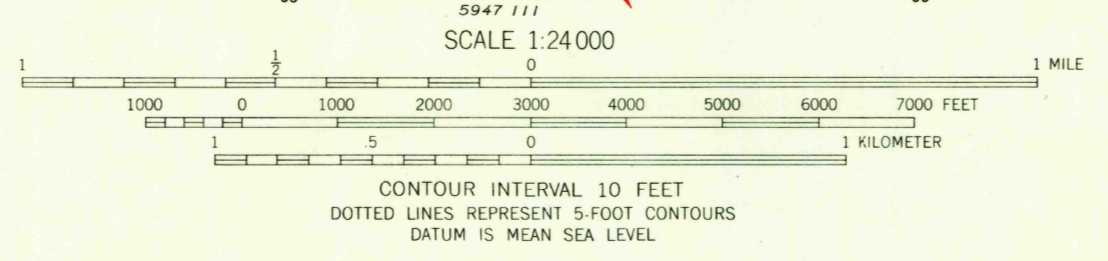 5947 III
SCALE 1:24 000
1 1/2 0 1 MILE
1000 0 1000 2000 3000 4000 5000 6000 7000 FEET
1 .5 0 1 KILOMETER
CONTOUR INTERVAL 10 FEET
DOTTED LINES REPRESENT 5-FOOT CONTOURS
DATUM IS MEAN SEA LEVEL